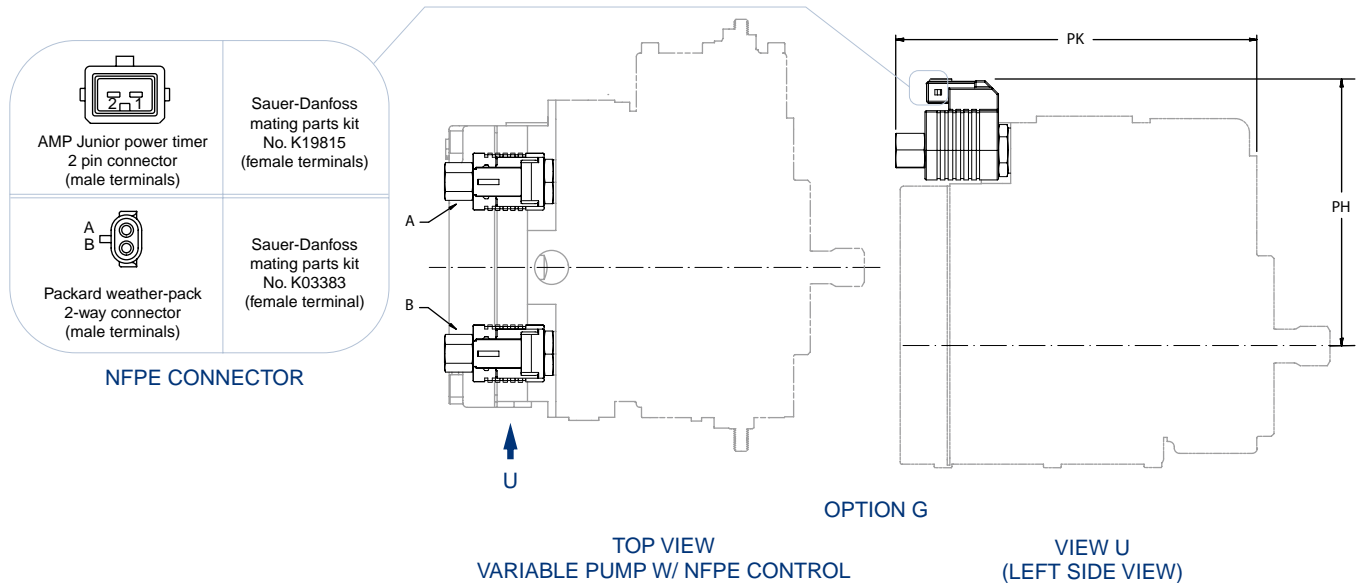 2 1
AMP Junior power timer
2 pin connector
(male terminals)
Sauer-Danfoss
mating parts kit
No. K19815
(female terminals)
A
B
Packard weather-pack
2-way connector
(male terminals)
Sauer-Danfoss
mating parts kit
No. K03383
(female terminal)
NFPE CONNECTOR
A
B
U
TOP VIEW
VARIABLE PUMP W/ NFPE CONTROL
OPTION G
PK
PH
VIEW U
(LEFT SIDE VIEW)